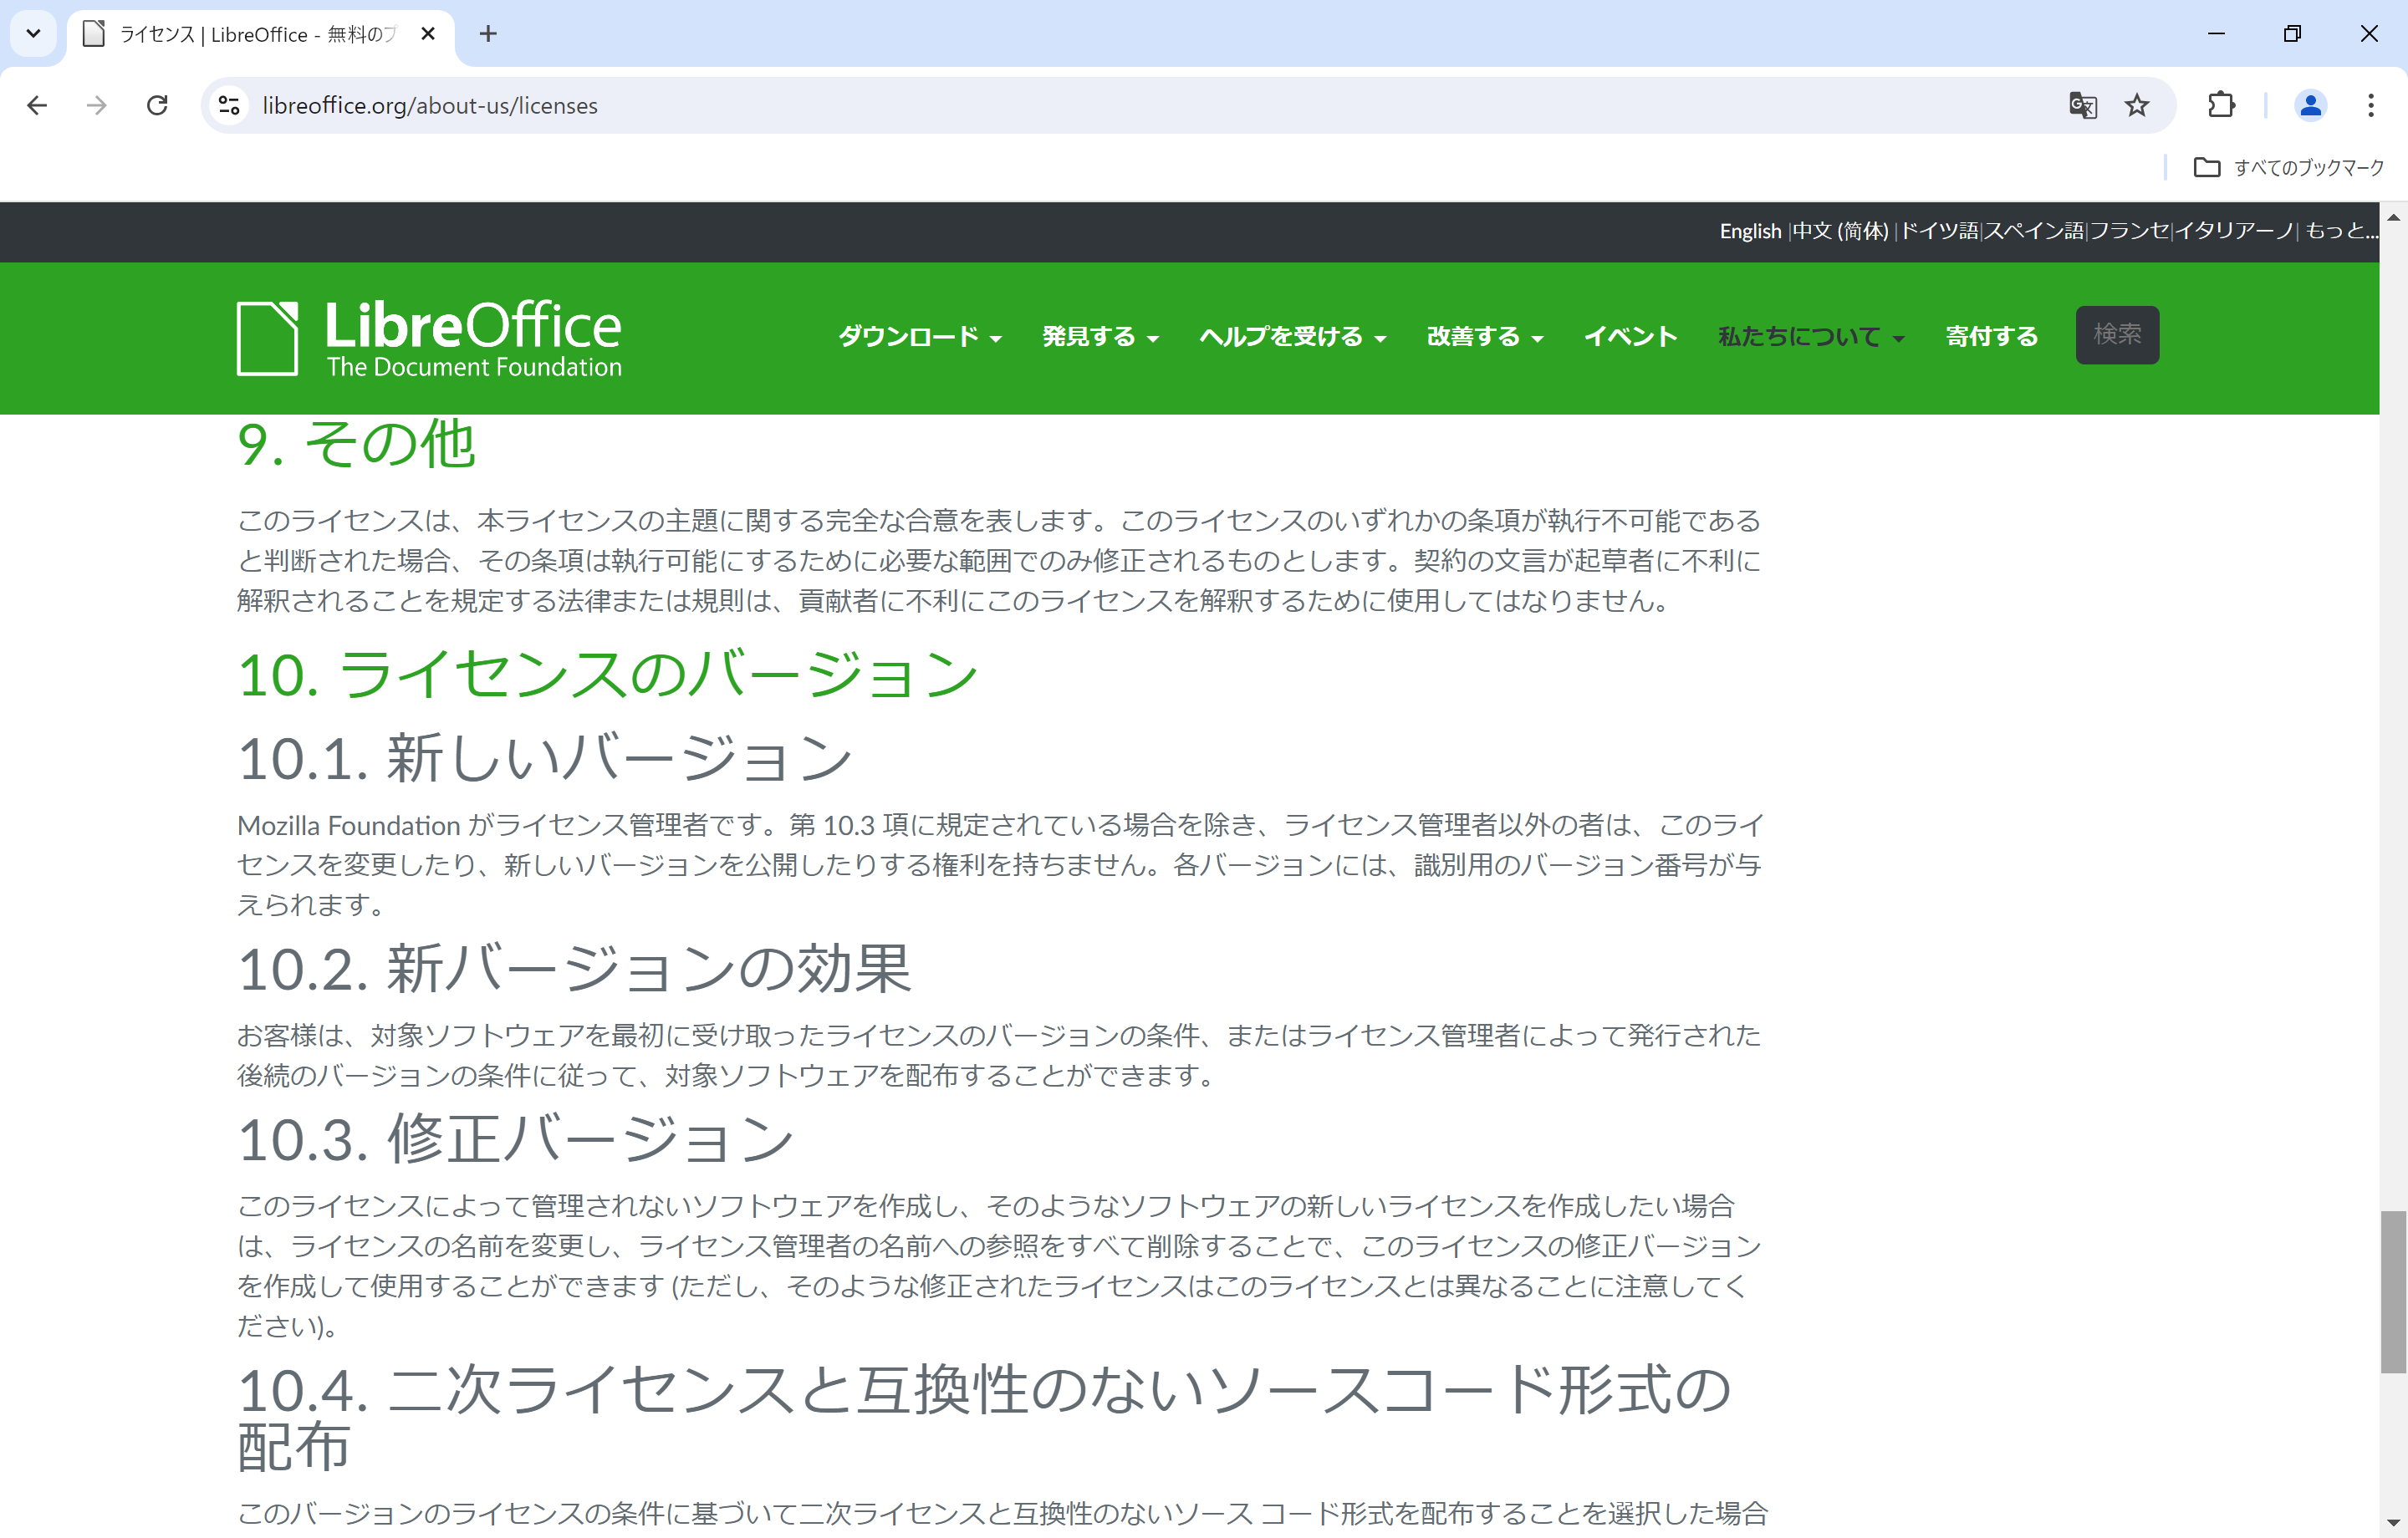 ライセンス | LibreOffice - 無料のプ
libreoffice.org/about-us/licenses
すべてのブックマーク
English |中文 (简体) |ドイツ語|スペイン語|フランセ|イタリアーノ| もっと...
LibreOffice
The Document Foundation
ダウンロード 発見する ヘルプを受ける 改善する イベント 私たちについて 寄付する 検索
9. その他
このライセンスは、本ライセンスの主題に関する完全な合意を表します。このライセンスのいずれかの条項が執行不可能である
と判断された場合、その条項は執行可能にするために必要な範囲でのみ修正されるものとします。契約の文言が起草者に不利に
解釈されることを規定する法律または規則は、貢献者に不利にこのライセンスを解釈するために使用してはなりません。
10. ライセンスのバージョン
10.1. 新しいバージョン
Mozilla Foundation がライセンス管理者です。第 10.3 項に規定されている場合を除き、ライセンス管理者以外の者は、このライ
センスを変更したり、新しいバージョンを公開したりする権利を持ちません。各バージョンには、識別用のバージョン番号が与
えられます。
10.2. 新バージョンの効果
お客様は、対象ソフトウェアを最初に受け取ったライセンスのバージョンの条件、またはライセンス管理者によって発行された
後続のバージョンの条件に従って、対象ソフトウェアを配布することができます。
10.3. 修正バージョン
このライセンスによって管理されないソフトウェアを作成し、そのようなソフトウェアの新しいライセンスを作成したい場合
は、ライセンスの名前を変更し、ライセンス管理者の名前への参照をすべて削除することで、このライセンスの修正バージョン
を作成して使用することができます (ただし、そのような修正されたライセンスはこのライセンスとは異なることに注意してく
ださい)。
10.4. 二次ライセンスと互換性のないソースコード形式の
配布
このバージョンのライセンスの条件に基づいて二次ライセンスと互換性のないソース コード形式を配布することを選択した場合